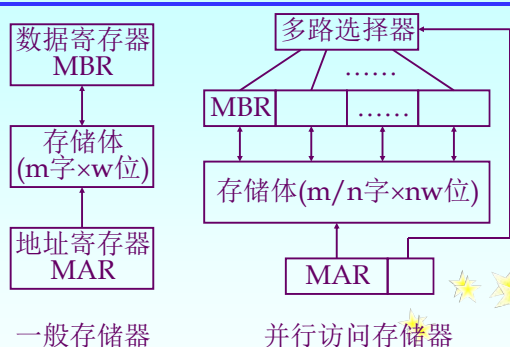 数据寄存器
MBR
存储体
(m字×w位)
地址寄存器
MAR
一般存储器
多路选择器
……
MBR
……
存储体(m/n字×nw位)
MAR
并行访问存储器